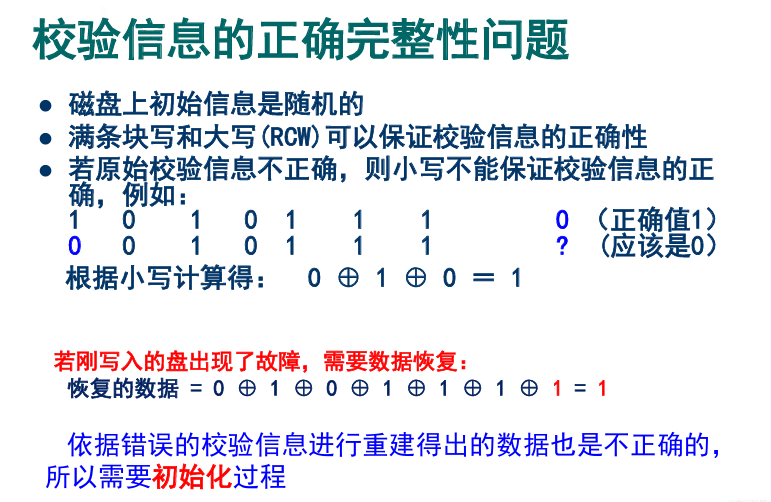 校验信息的正确完整性问题
● 磁盘上初始信息是随机的
● 满条块写和大写(RCW)可以保证校验信息的正确性
● 若原始校验信息不正确，则小写不能保证校验信息的正
确，例如：
1 0 1 0 1 1 1 0 （正确值1）
0 0 1 0 1 1 1 ? （应该是0）
根据小写计算得： 0 ⊕ 1 ⊕ 0 ＝ 1
若刚写入的盘出现了故障，需要数据恢复：
恢复的数据 = 0 ⊕ 1 ⊕ 0 ⊕ 1 ⊕ 1 ⊕ 1 ⊕ 1 = 1
依据错误的校验信息进行重建得出的数据也是不正确的，
所以需要初始化过程